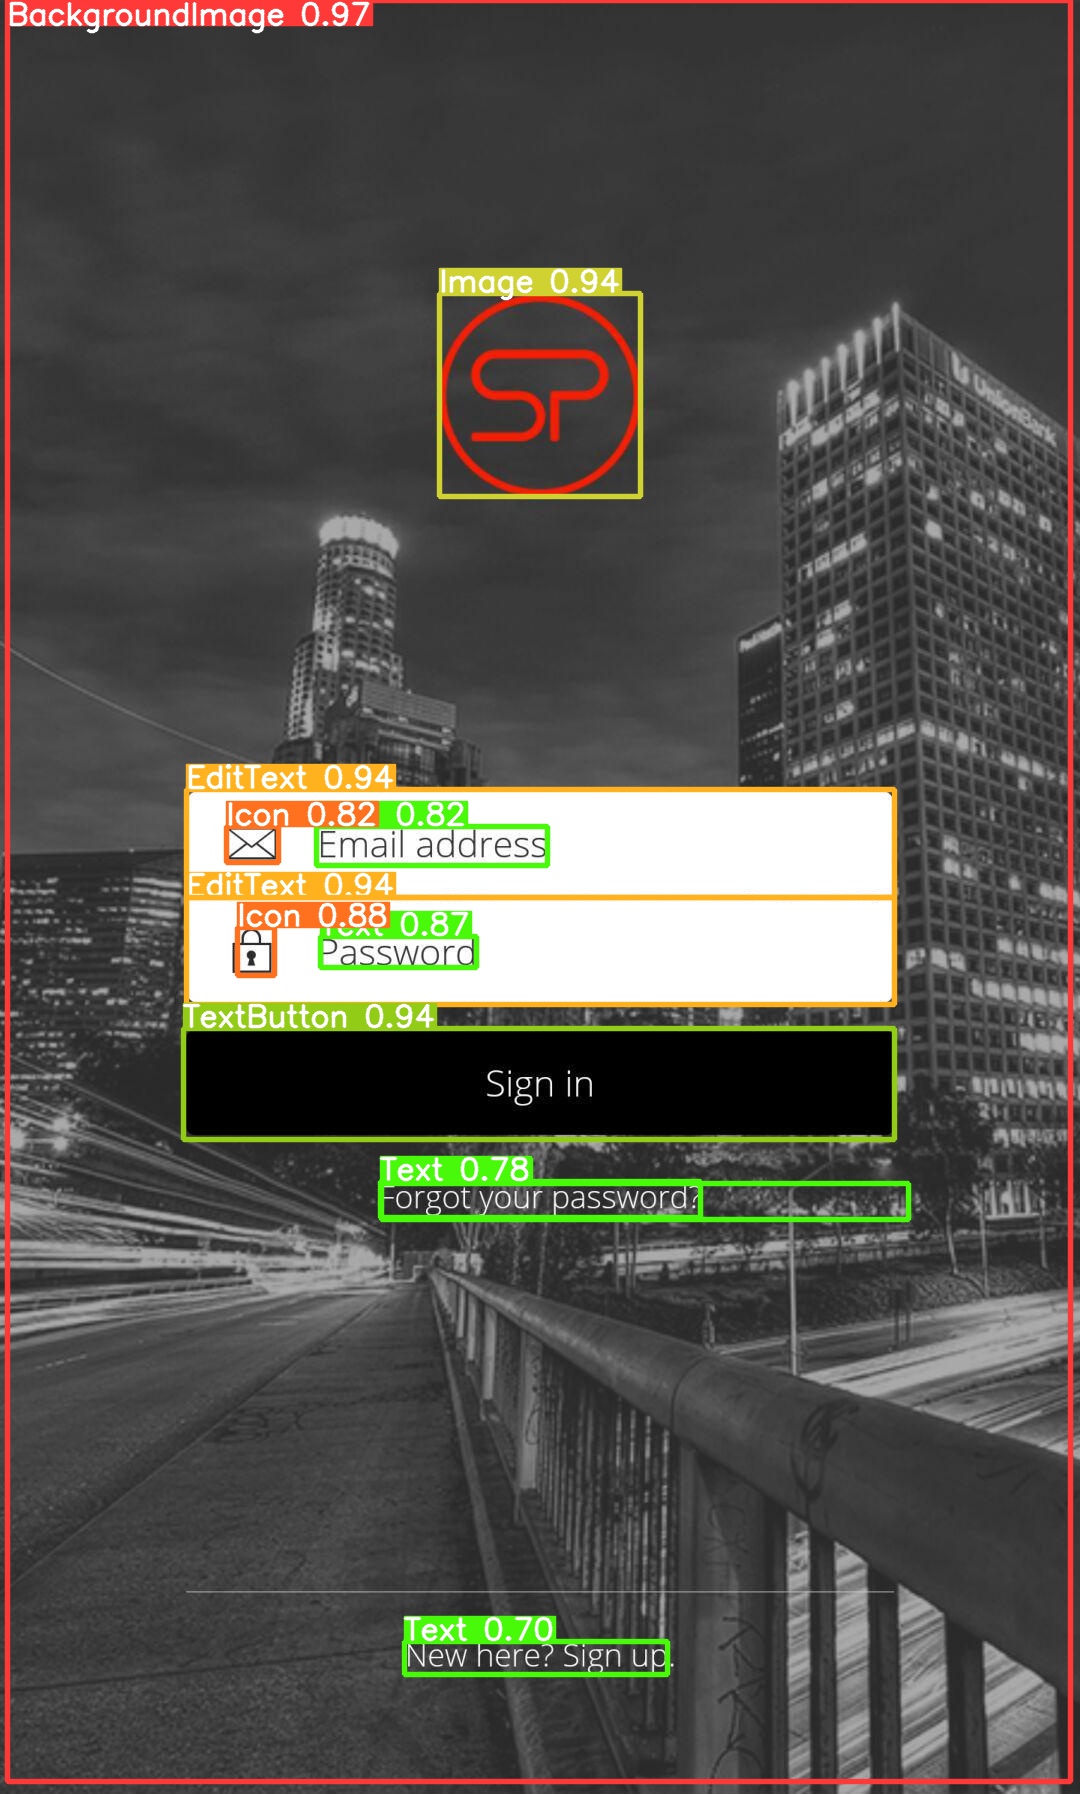 BackgroundImage 0.97
Image 0.94
SP
UnionBank
EditText 0.94
Icon 0.82 0.82
Email address
EditText 0.94
Icon 0.88 Text 0.87
Password
TextButton 0.94
Sign in
Text 0.78
Forgot your password?
Text 0.70
New here? Sign up.